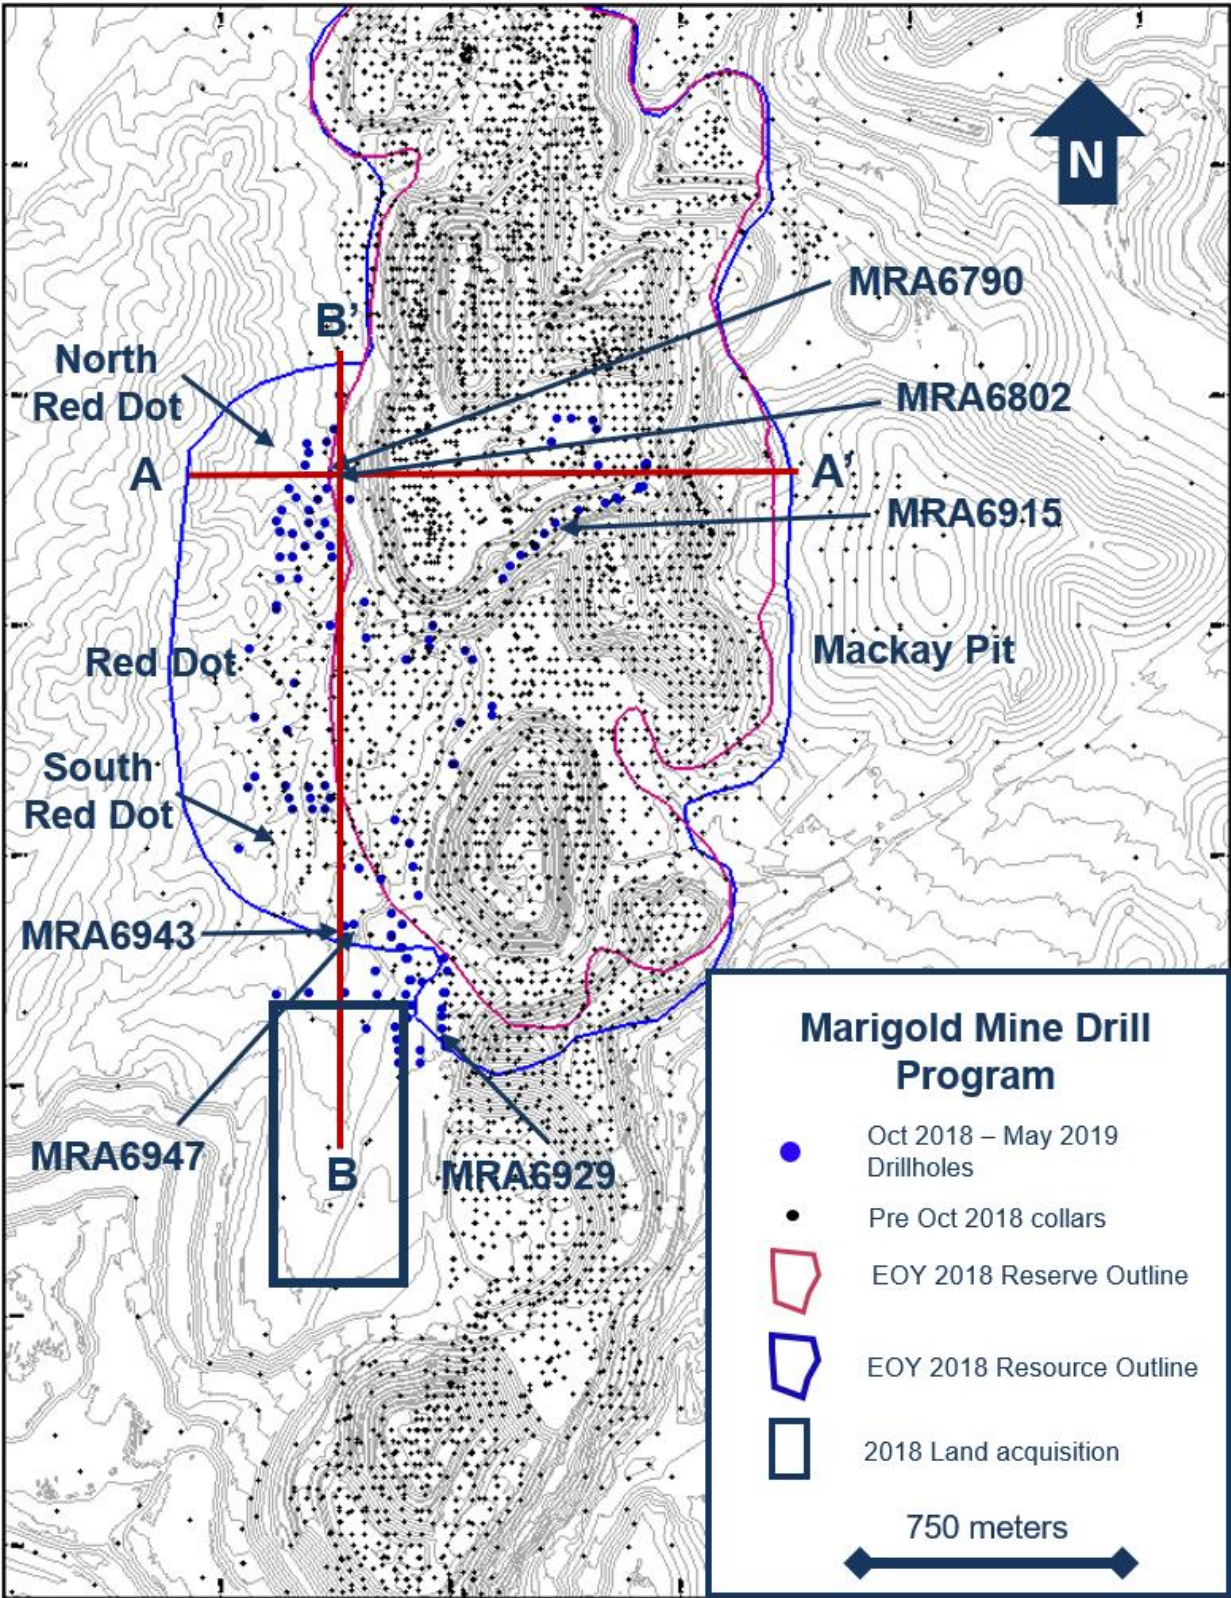 N
MRA6790
B’
North
Red Dot
MRA6802
A
A’
MRA6915
Red Dot
Mackay Pit
South
Red Dot
MRA6943
MRA6947
B
MRA6929
Marigold Mine Drill
Program
Oct 2018 – May 2019
Drillholes
Pre Oct 2018 collars
EOY 2018 Reserve Outline
EOY 2018 Resource Outline
2018 Land acquisition
750 meters